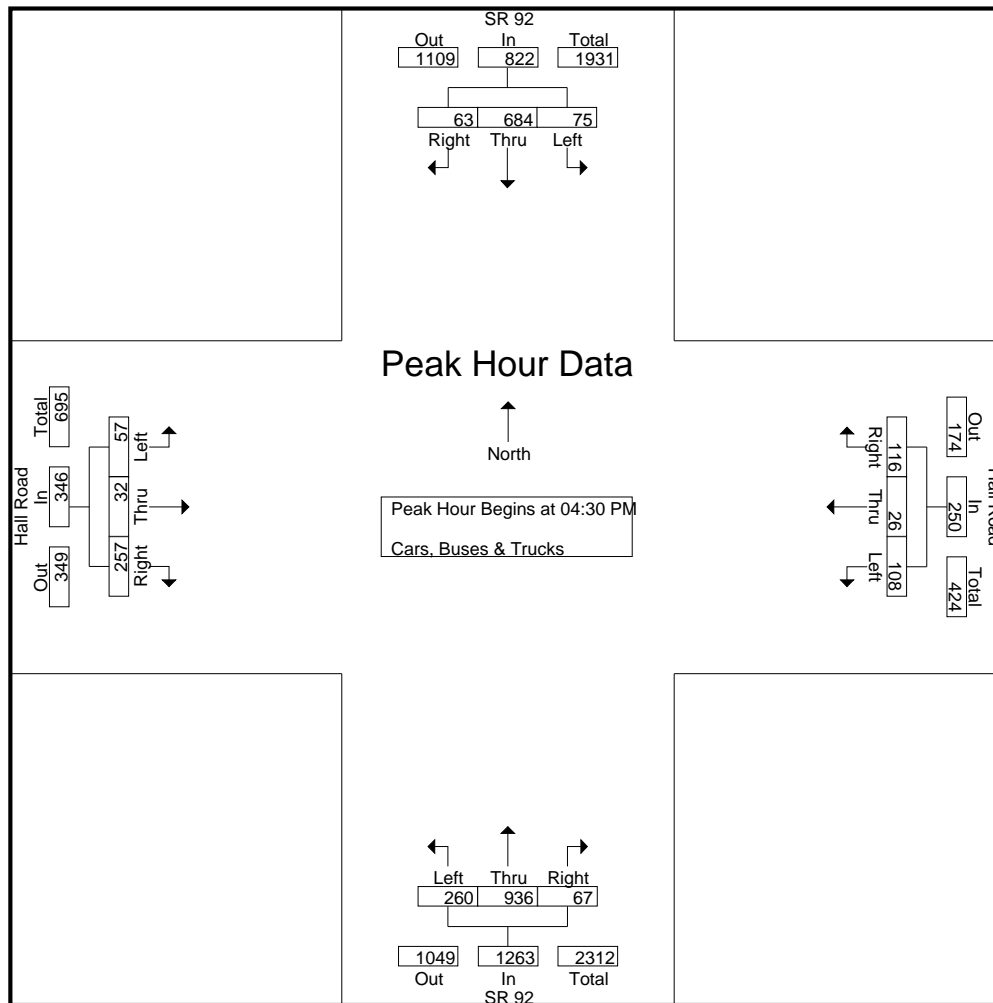 SR 92
Out In Total
1109 822 1931
63 684 75
Right Thru Left
Peak Hour Data
North
Peak Hour Begins at 04:30 PM
Cars, Buses & Trucks
Hall Road
Out In Total
349 346 695
257 32 57
Right Thru Left
Out In Total
174 250 424
116 26 108
Right Thru Left
Hall Road
Left Thru Right
260 936 67
1049 1263 2312
Out In Total
SR 92